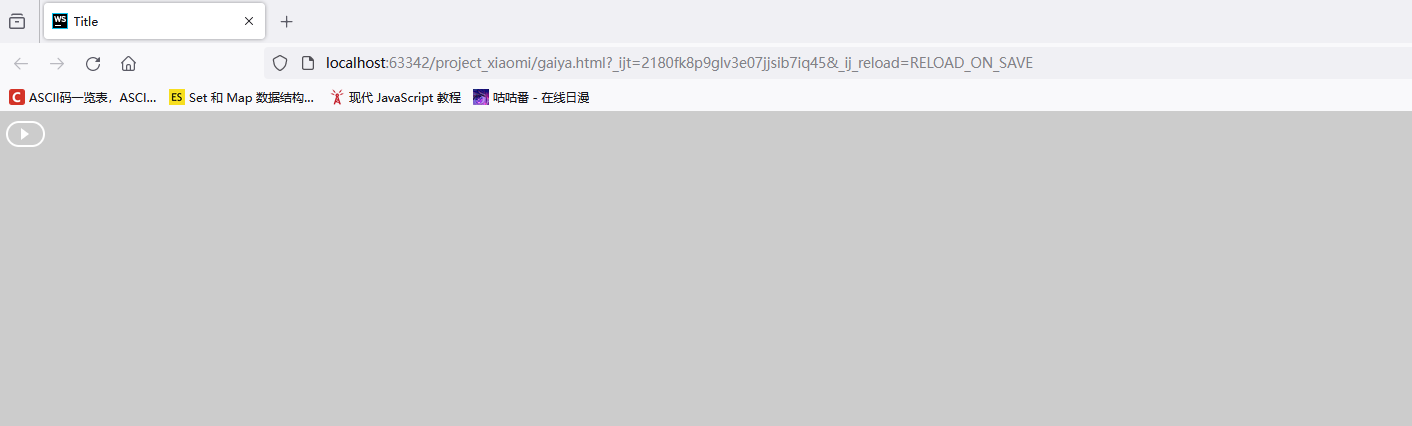 WS Title
localhost:63342/project_xiaomi/gaiya.html?_ijt=2180fk8p9glv3e07jjsib7iq45&_ij_reload=RELOAD_ON_SAVE
C ASCII码一览表，ASCI... ES Set 和 Map 数据结构... 现代 JavaScript 教程 咕咕番 - 在线日漫